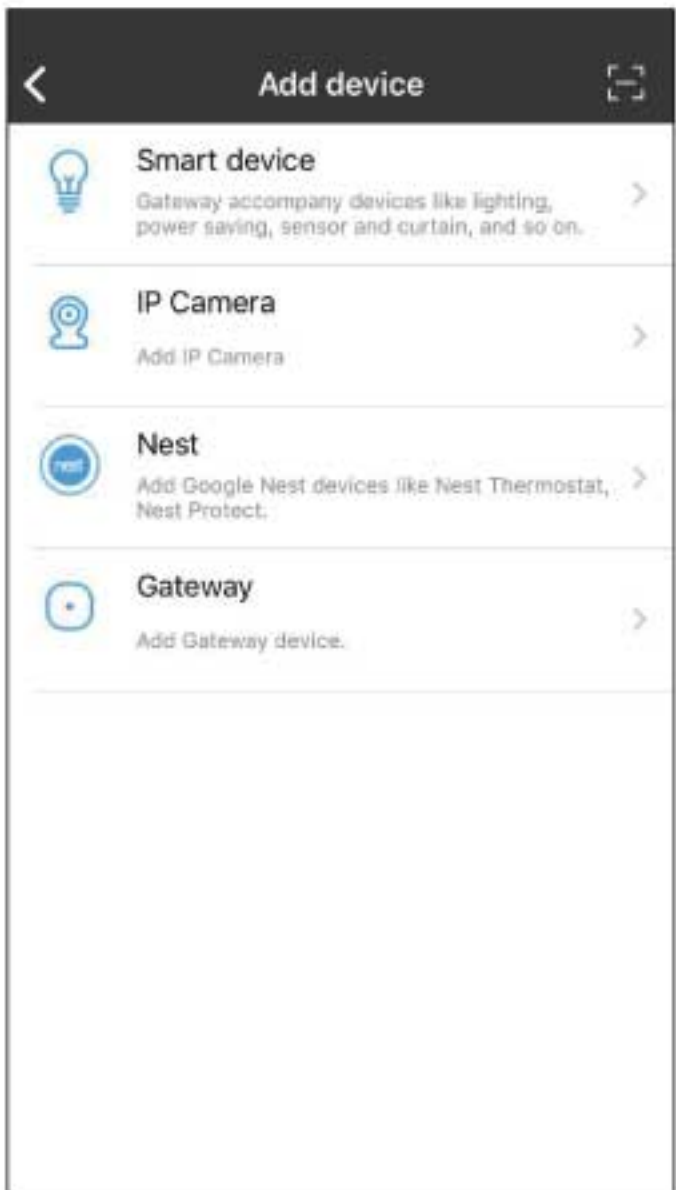 Add device
Smart device
Gateway accompany devices like lighting,
power saving, sensor and curtain, and so on.
IP Camera
Add IP Camera
nest
Nest
Add Google Nest devices like Nest Thermostat,
Nest Protect.
Gateway
Add Gateway device.